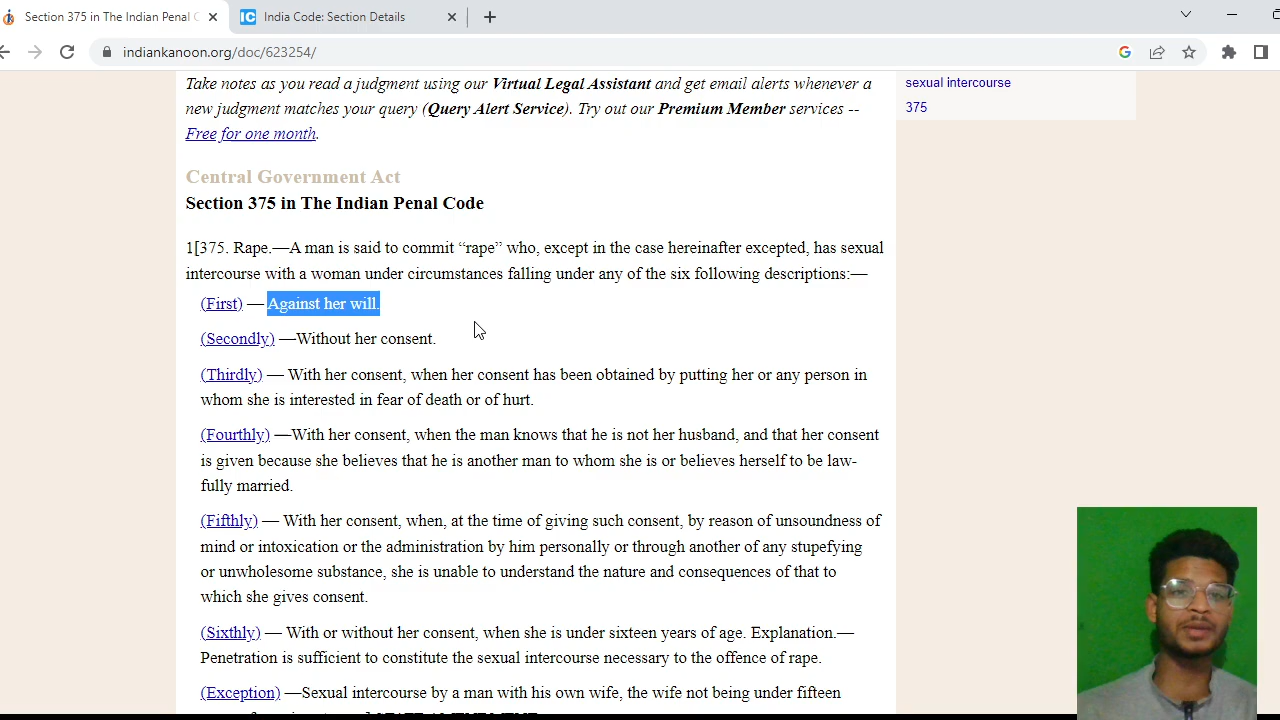 Section 375 in The Indian Penal C
India Code: Section Details
indiankanoon.org/doc/623254/
Take notes as you read a judgment using our Virtual Legal Assistant and get email alerts whenever a
new judgment matches your query (Query Alert Service). Try out our Premium Member services --
Free for one month.
sexual intercourse
375
Central Government Act
Section 375 in The Indian Penal Code
1[375. Rape.—A man is said to commit “rape” who, except in the case hereinafter excepted, has sexual
intercourse with a woman under circumstances falling under any of the six following descriptions:—
(First) — Against her will.
(Secondly) —Without her consent.
(Thirdly) — With her consent, when her consent has been obtained by putting her or any person in
whom she is interested in fear of death or of hurt.
(Fourthly) —With her consent, when the man knows that he is not her husband, and that her consent
is given because she believes that he is another man to whom she is or believes herself to be law-
fully married.
(Fifthly) — With her consent, when, at the time of giving such consent, by reason of unsoundness of
mind or intoxication or the administration by him personally or through another of any stupefying
or unwholesome substance, she is unable to understand the nature and consequences of that to
which she gives consent.
(Sixthly) — With or without her consent, when she is under sixteen years of age. Explanation.—
Penetration is sufficient to constitute the sexual intercourse necessary to the offence of rape.
(Exception) —Sexual intercourse by a man with his own wife, the wife not being under fifteen